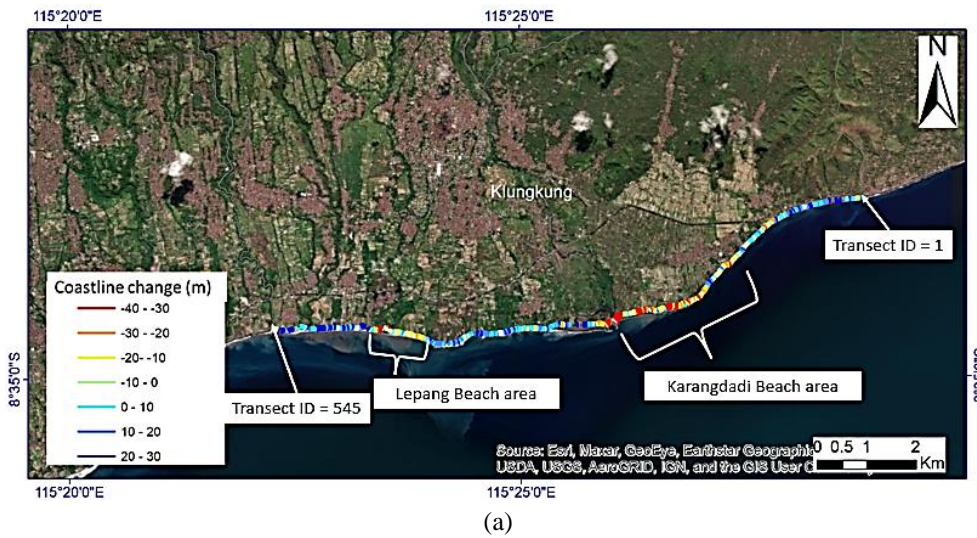 115°20'0"E
115°25'0"E
N
Klungkung
Transect ID = 1
Coastline change (m)
-40 - -30
-30 - -20
-20- -10
-10 - 0
0 - 10
10 - 20
20 - 30
8°35'0"S
Transect ID = 545
Lepang Beach area
Karangdadi Beach area
Source: Esri, Maxar, GeoEye, Earthstar Geographic
USDA, USGS, AeroGRID, IGN, and the GIS User C
0 0.5 1 2
Km
115°20'0"E
115°25'0"E
(a)